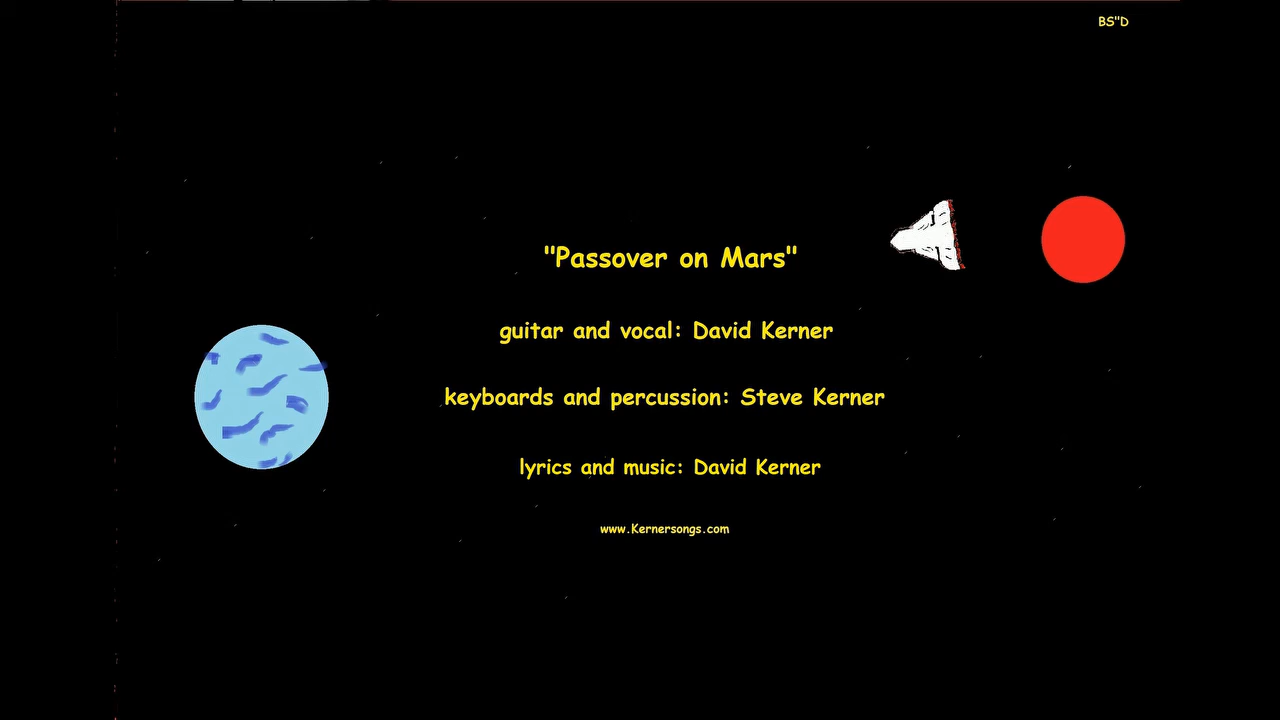 BS"D
"Passover on Mars"
guitar and vocal: David Kerner
keyboards and percussion: Steve Kerner
lyrics and music: David Kerner
www.Kernersongs.com